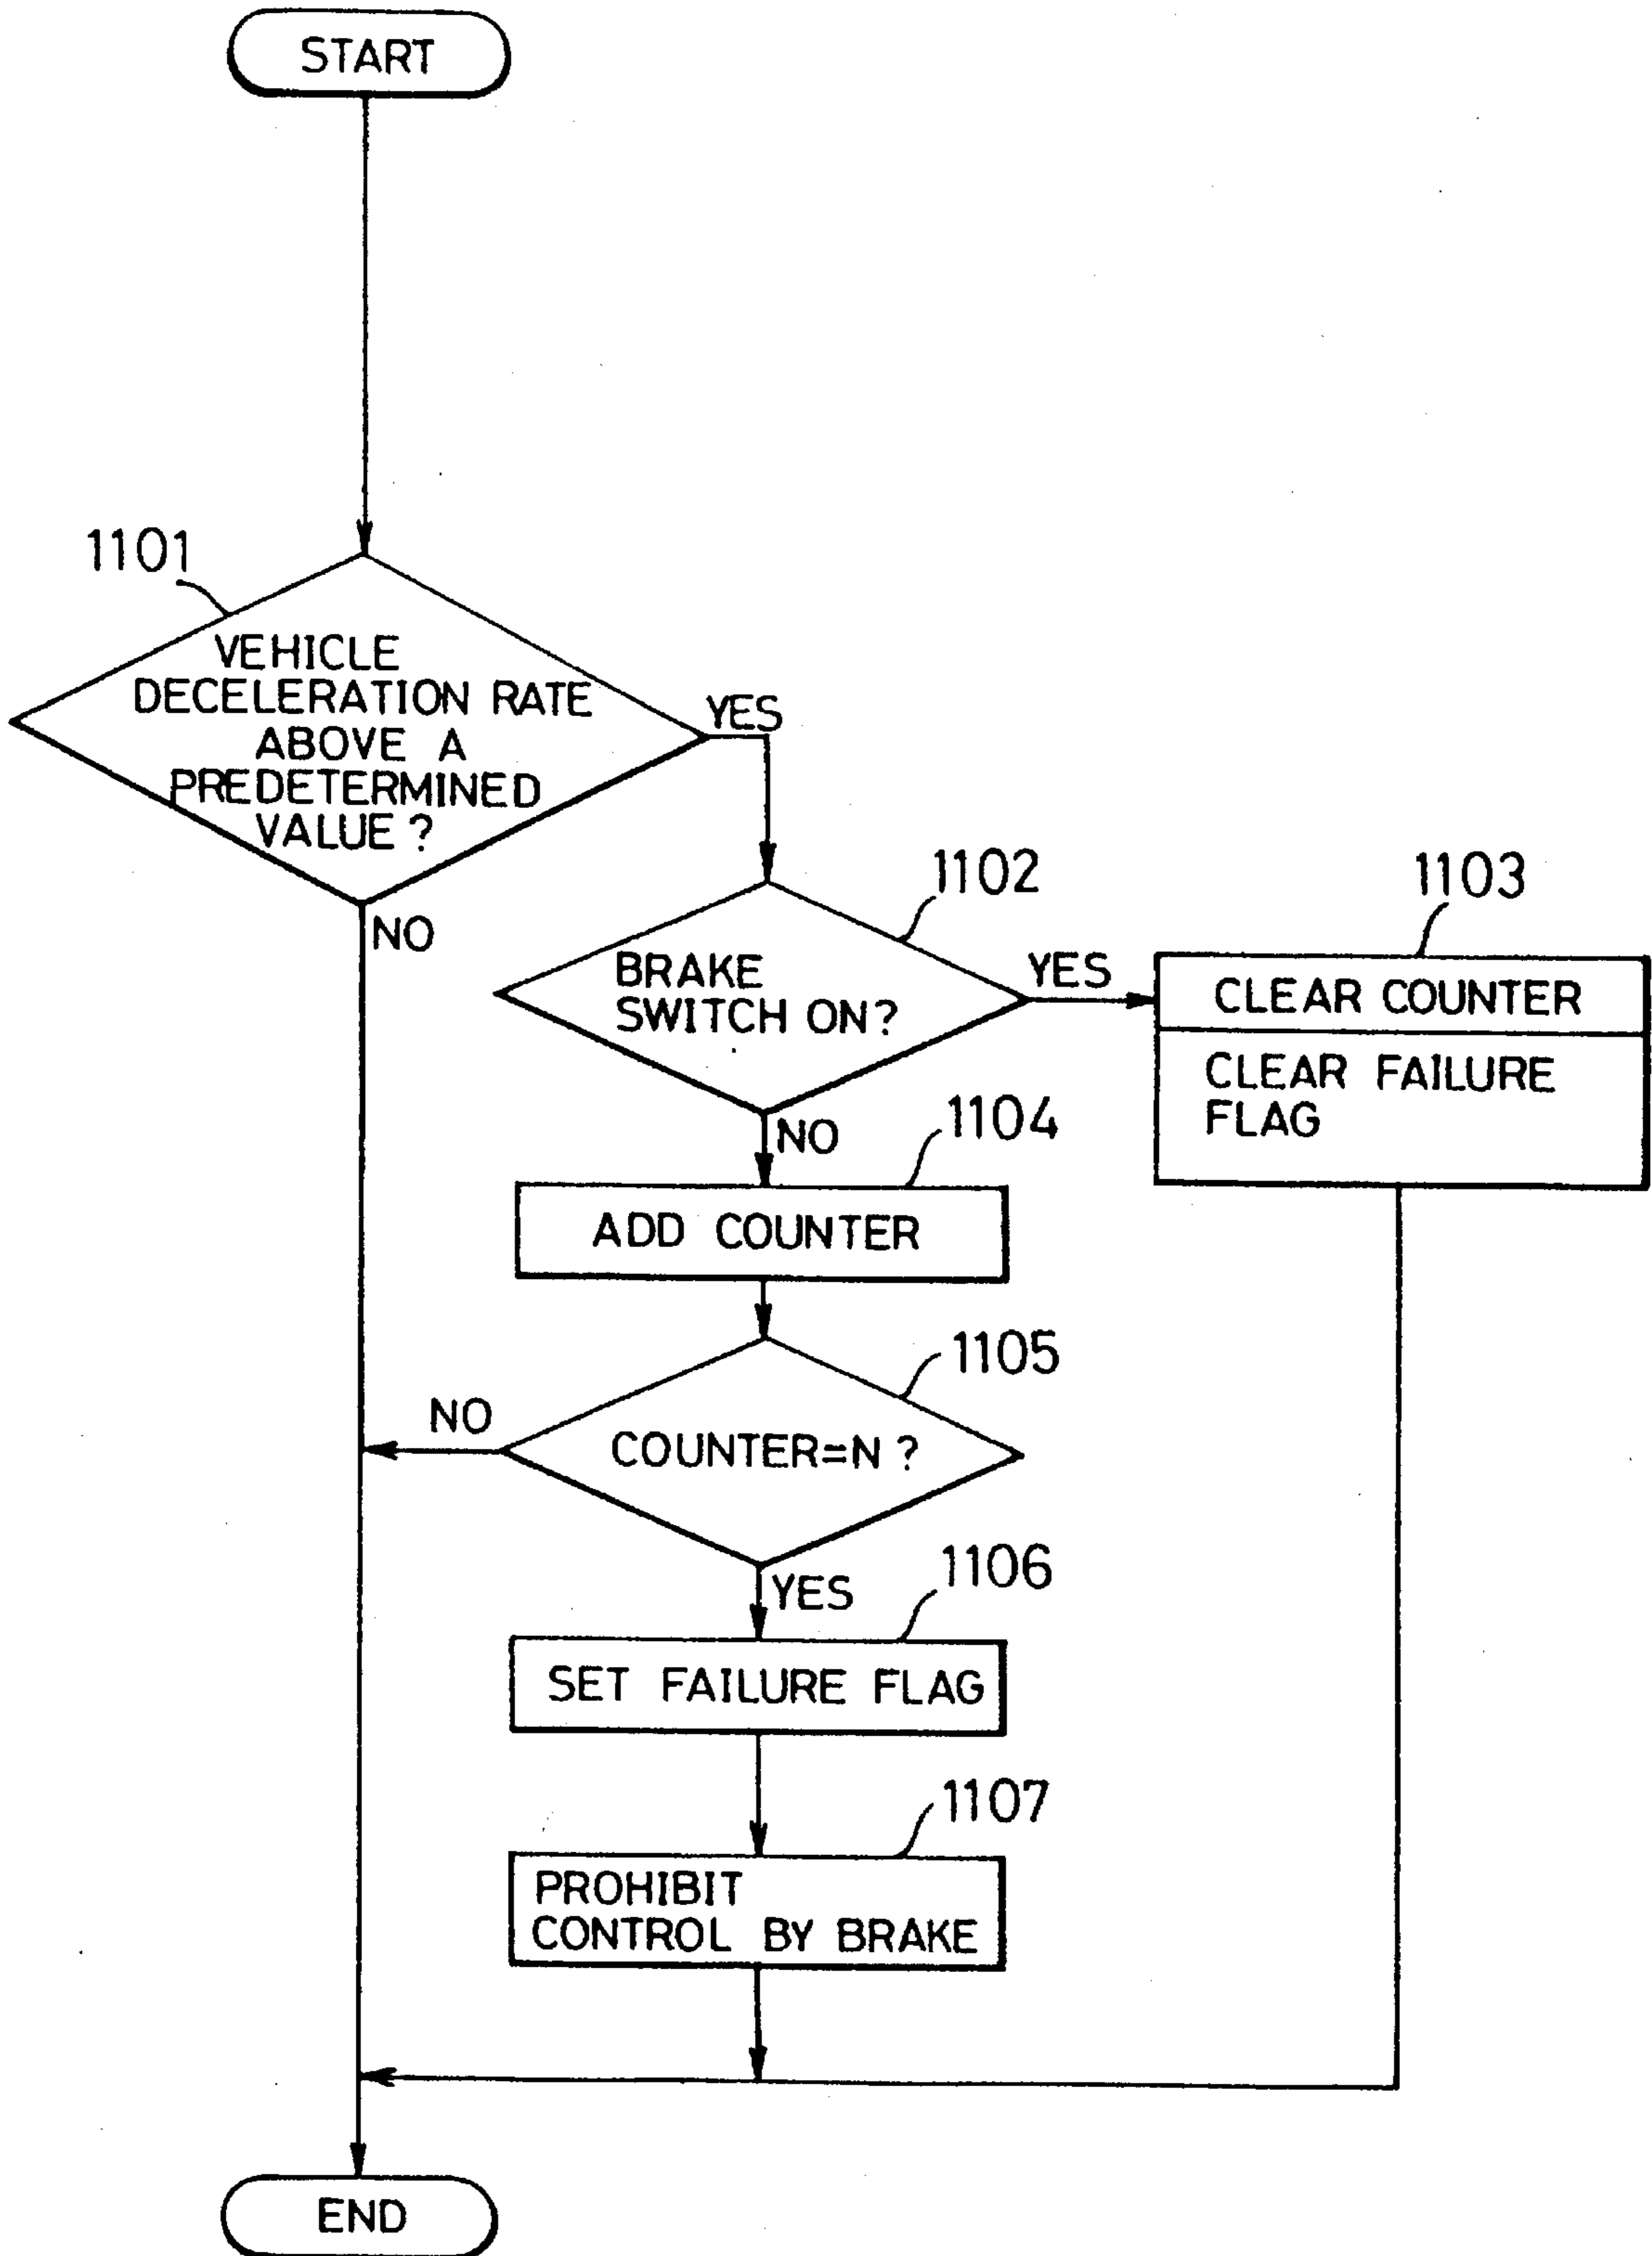 START
1101
VEHICLE
DECELERATION RATE
ABOVE A
PREDETERMINED
VALUE?
YES
NO
1102
BRAKE
SWITCH ON?
YES
1103
CLEAR COUNTER
CLEAR FAILURE
FLAG
NO
1104
ADD COUNTER
1105
COUNTER=N?
NO
YES
1106
SET FAILURE FLAG
1107
PROHIBIT
CONTROL BY BRAKE
END